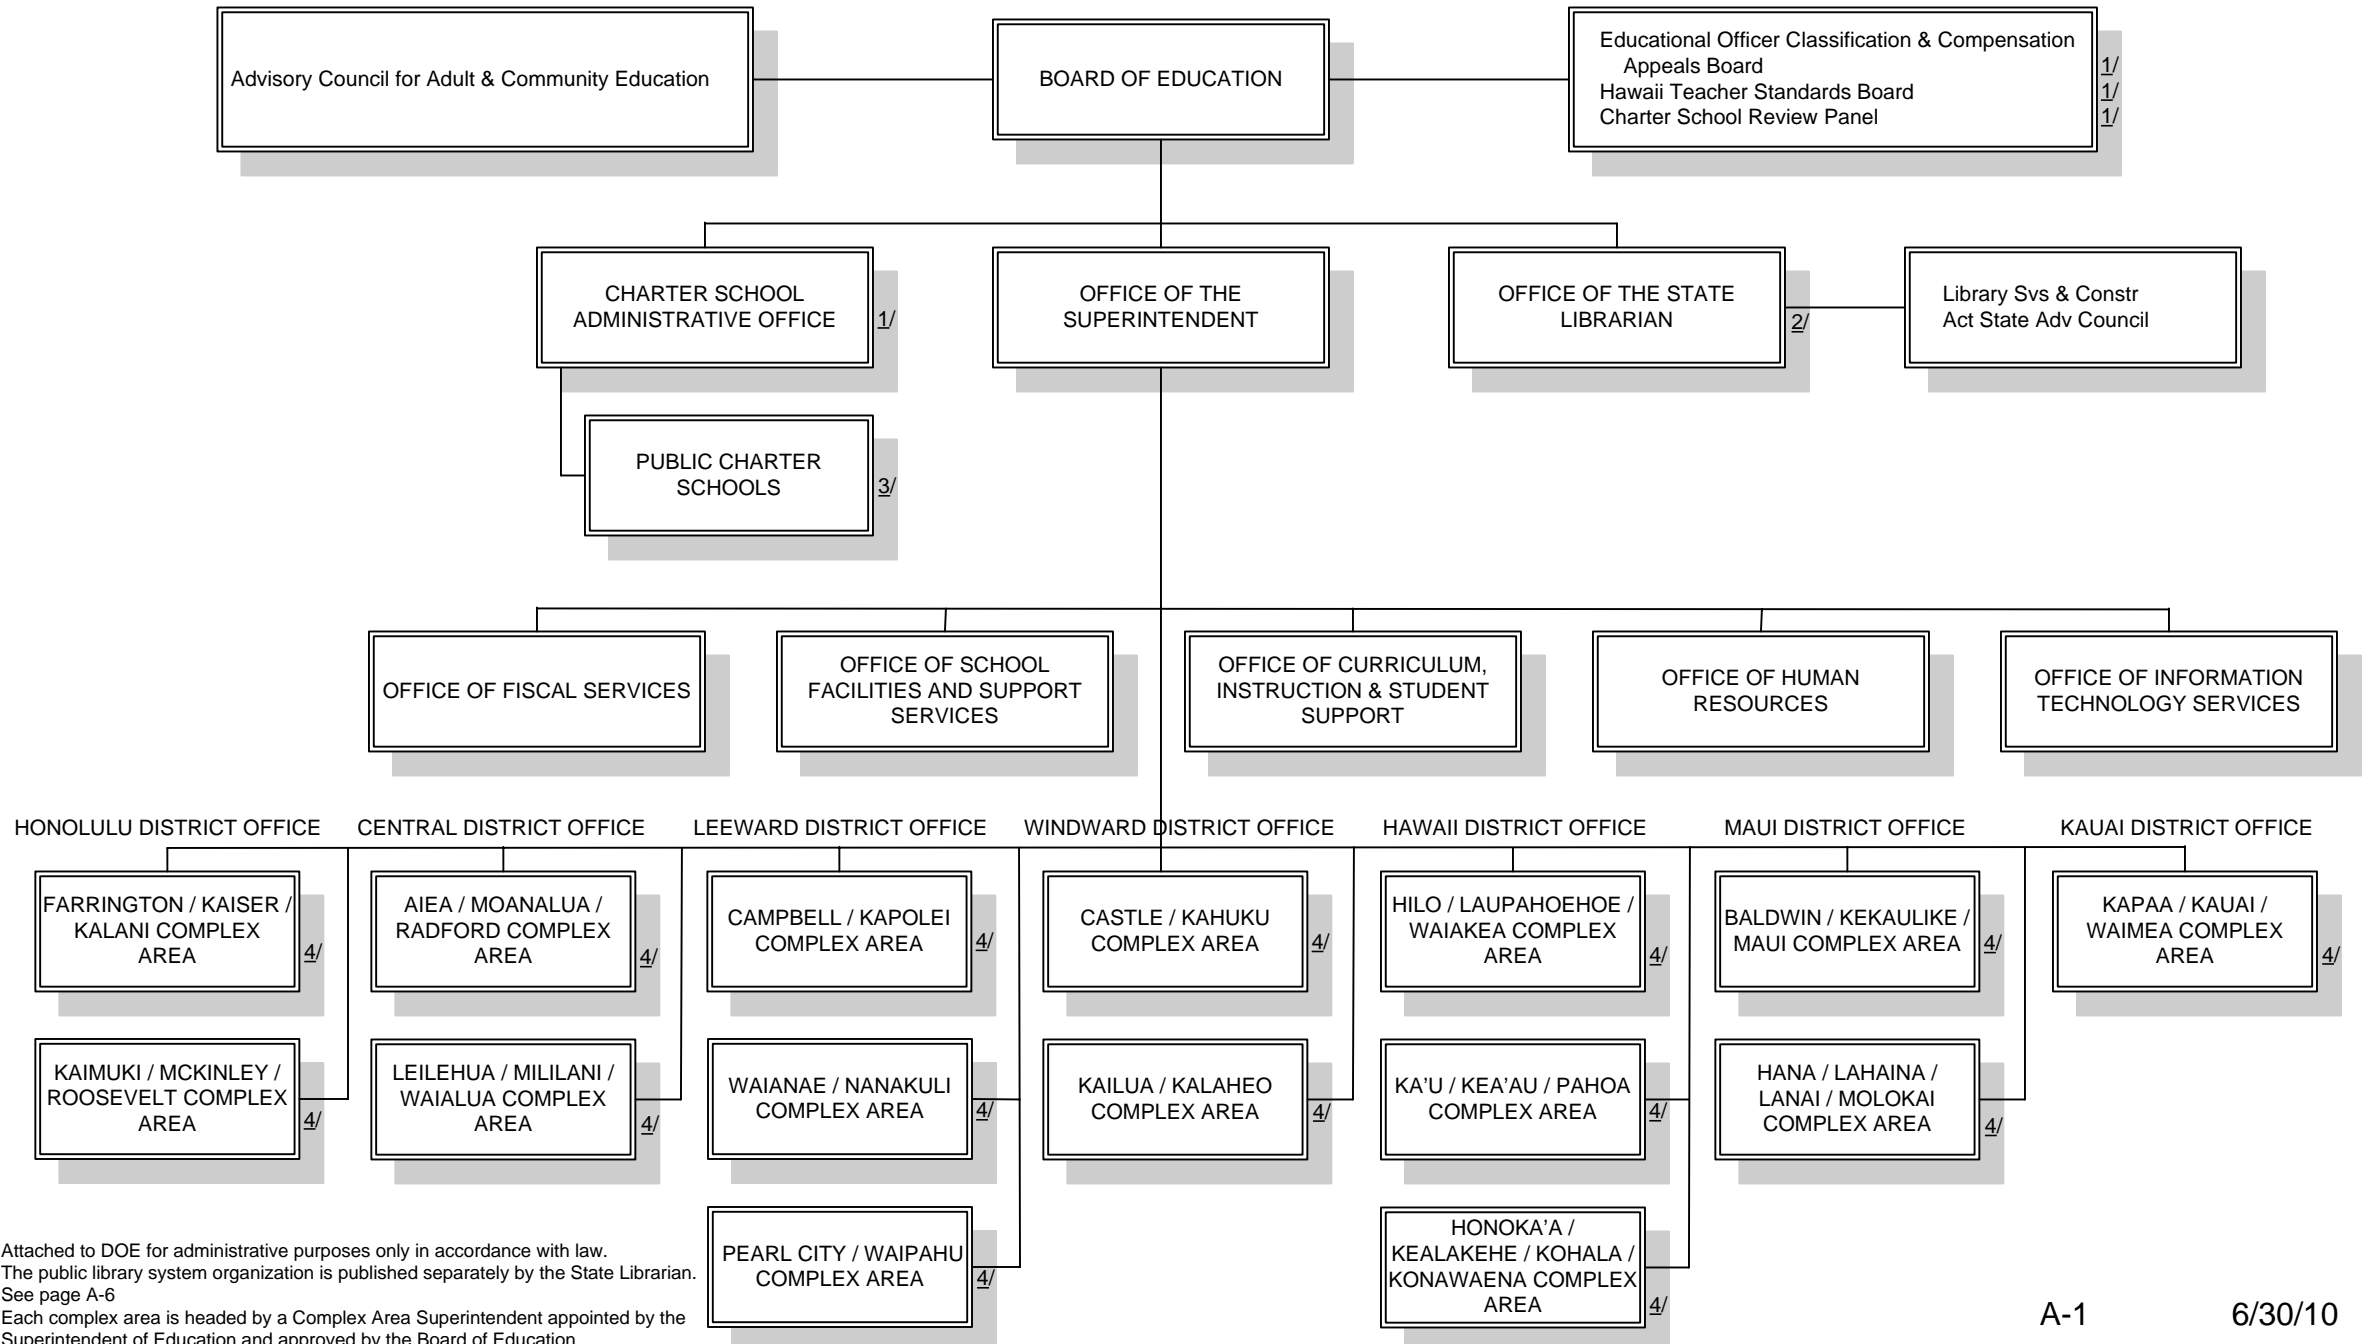 Advisory Council for Adult & Community Education
BOARD OF EDUCATION
Educational Officer Classification & Compensation
Appeals Board 1/
Hawaii Teacher Standards Board 1/
Charter School Review Panel 1/
CHARTER SCHOOL
ADMINISTRATIVE OFFICE 1/
OFFICE OF THE
SUPERINTENDENT
OFFICE OF THE STATE
LIBRARIAN 2/
Library Svs & Constr
Act State Adv Council
PUBLIC CHARTER
SCHOOLS 3/
OFFICE OF FISCAL SERVICES
OFFICE OF SCHOOL
FACILITIES AND SUPPORT
SERVICES
OFFICE OF CURRICULUM,
INSTRUCTION & STUDENT
SUPPORT
OFFICE OF HUMAN
RESOURCES
OFFICE OF INFORMATION
TECHNOLOGY SERVICES
HONOLULU DISTRICT OFFICE
CENTRAL DISTRICT OFFICE
LEEWARD DISTRICT OFFICE
WINDWARD DISTRICT OFFICE
HAWAII DISTRICT OFFICE
MAUI DISTRICT OFFICE
KAUAI DISTRICT OFFICE
FARRINGTON / KAISER /
KALANI COMPLEX
AREA 4/
AIEA / MOANALUA /
RADFORD COMPLEX
AREA 4/
CAMPBELL / KAPOLEI
COMPLEX AREA 4/
CASTLE / KAHUKU
COMPLEX AREA 4/
HILO / LAUPAHOEHOE /
WAIAKEA COMPLEX
AREA 4/
BALDWIN / KEKAULIKE /
MAUI COMPLEX AREA 4/
KAPAA / KAUAI /
WAIMEA COMPLEX
AREA 4/
KAIMUKI / MCKINLEY /
ROOSEVELT COMPLEX
AREA 4/
LEILEHUA / MILILANI /
WAIALUA COMPLEX
AREA 4/
WAIANAE / NANAKULI
COMPLEX AREA 4/
KAILUA / KALAHEO
COMPLEX AREA 4/
KA'U / KEA'AU / PAHOA
COMPLEX AREA 4/
HANA / LAHAINA /
LANAI / MOLOKAI
COMPLEX AREA 4/
PEARL CITY / WAIPAHU
COMPLEX AREA 4/
HONOKA'A /
KEALAKEHE / KOHALA /
KONAWAENA COMPLEX
AREA 4/
Attached to DOE for administrative purposes only in accordance with law.
The public library system organization is published separately by the State Librarian.
See page A-6
Each complex area is headed by a Complex Area Superintendent appointed by the
Superintendent of Education and approved by the Board of Education
A-1 6/30/10